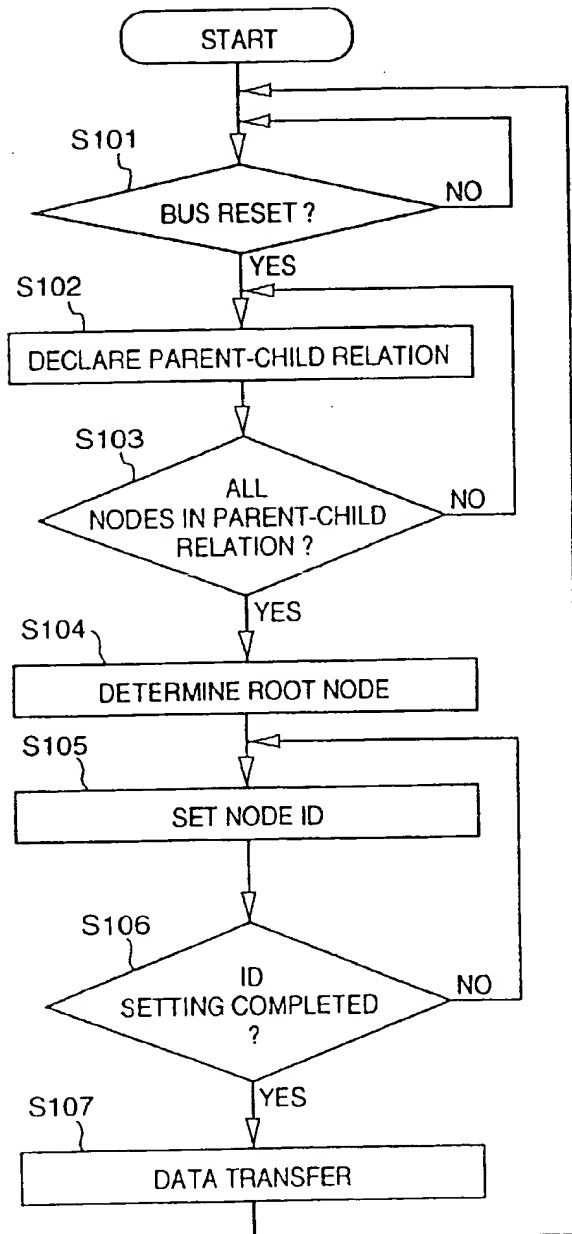 START
S101
BUS RESET ?
NO
YES
S102
DECLARE PARENT-CHILD RELATION
S103
ALL
NODES IN PARENT-CHILD
RELATION ?
NO
YES
S104
DETERMINE ROOT NODE
S105
SET NODE ID
S106
ID
SETTING COMPLETED
?
NO
YES
S107
DATA TRANSFER